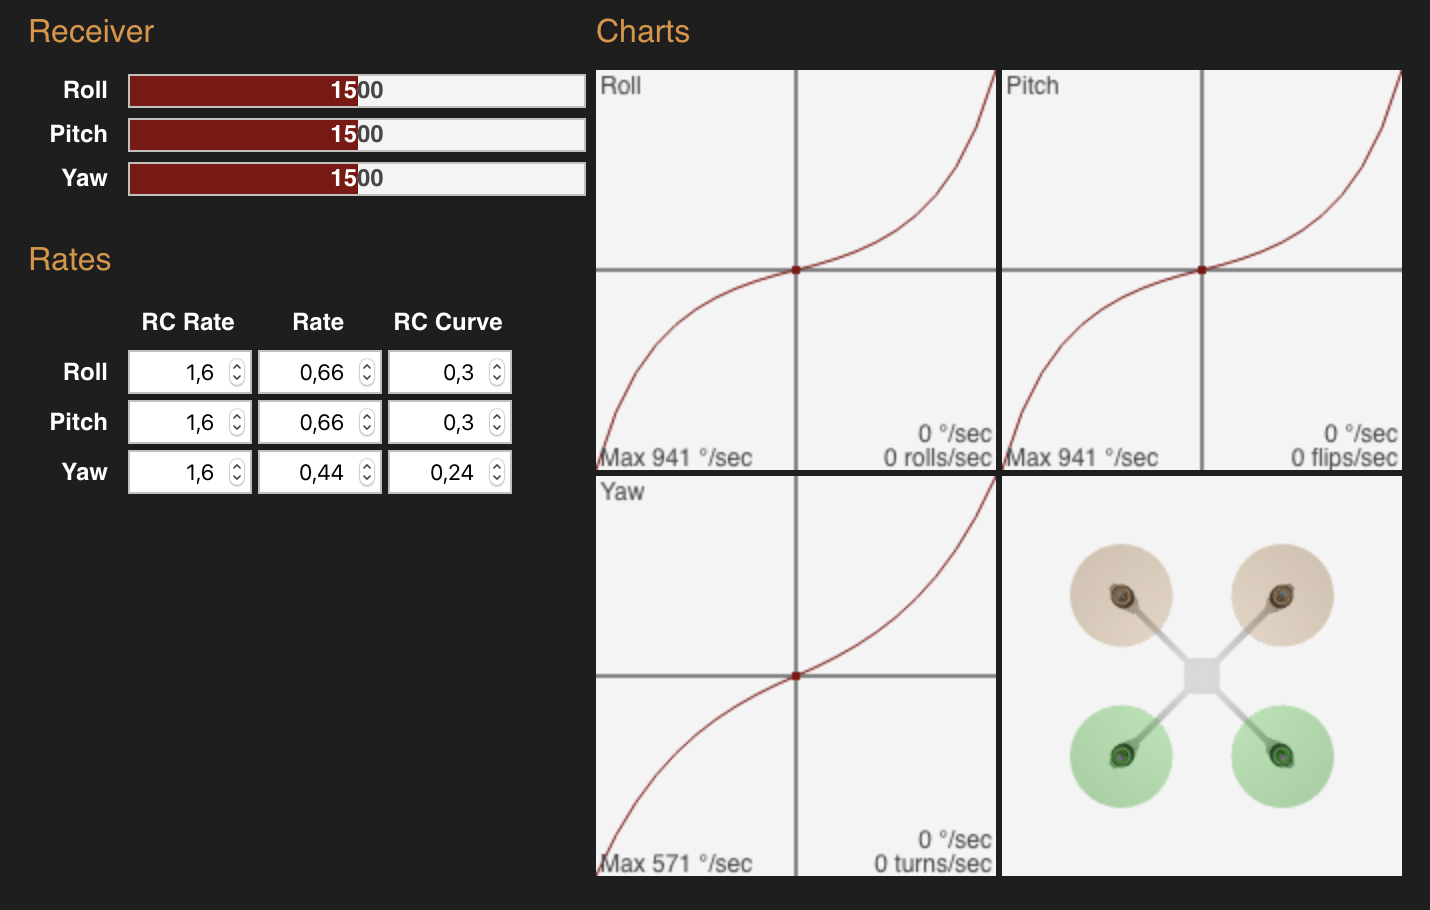 Receiver
Roll 1500
Pitch 1500
Yaw 1500
Rates
RC Rate Rate RC Curve
Roll 1,6 0,66 0,3
Pitch 1,6 0,66 0,3
Yaw 1,6 0,44 0,24
Charts
Roll
0 °/sec
Max 941 °/sec 0 rolls/sec
Pitch
0 °/sec
Max 941 °/sec 0 flips/sec
Yaw
0 °/sec
Max 571 °/sec 0 turns/sec